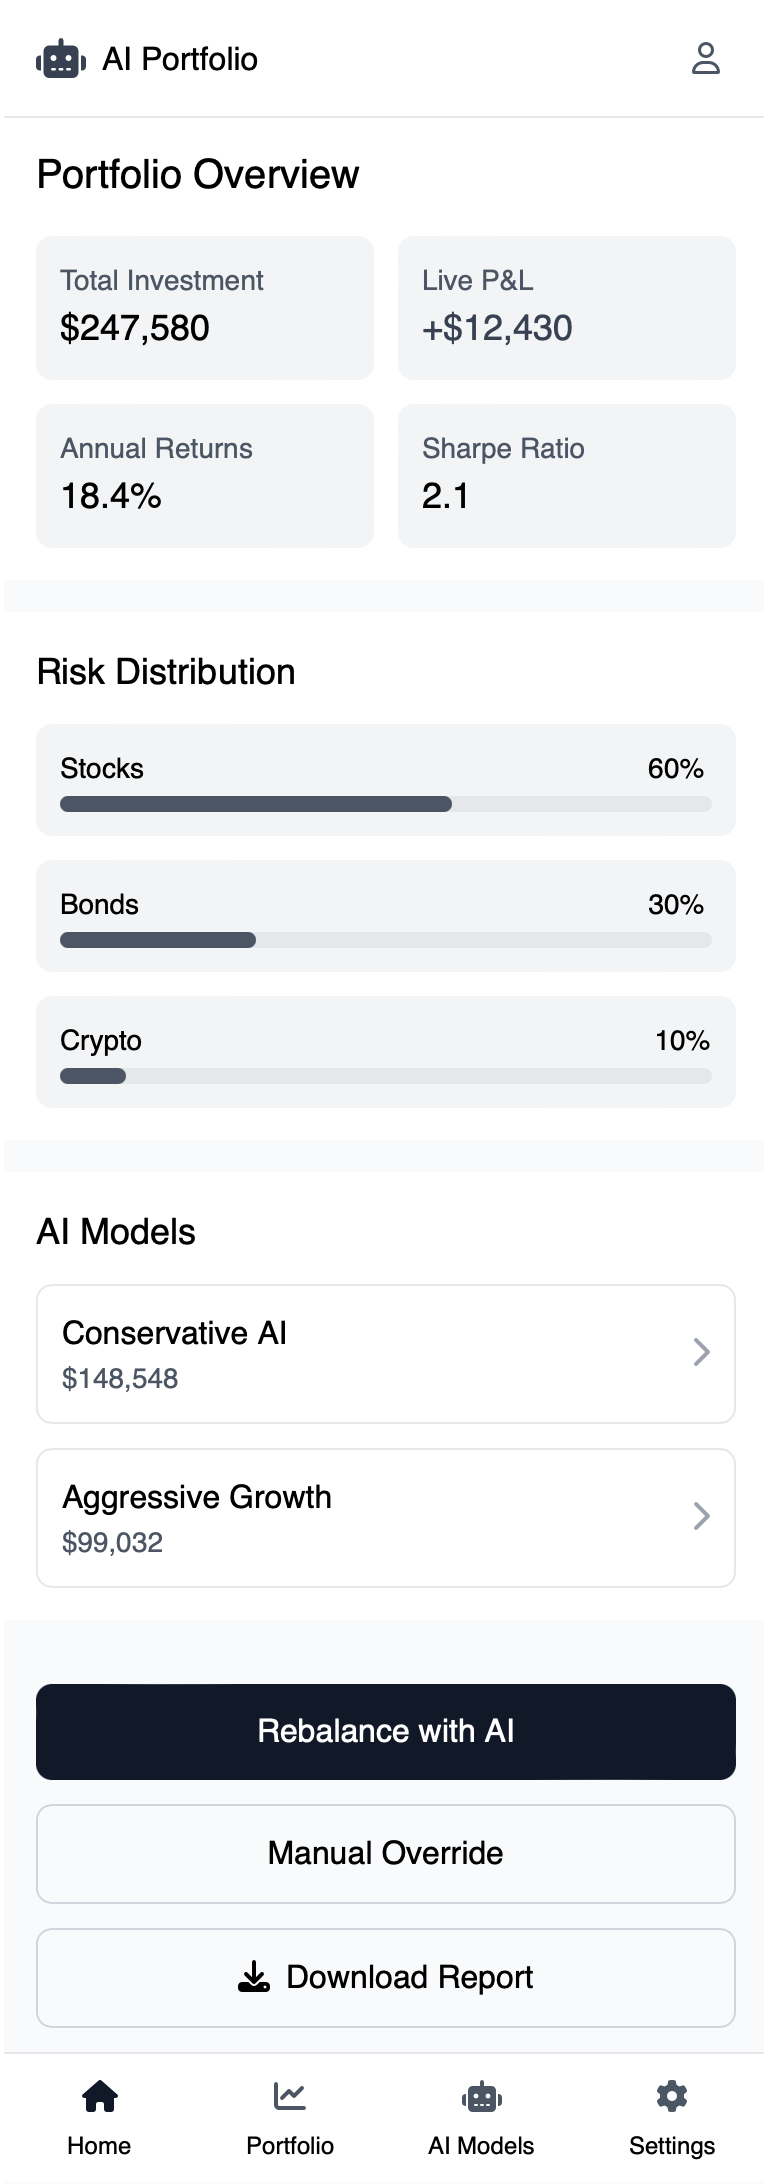 AI Portfolio
Portfolio Overview
Total Investment
$247,580
Live P&L
+$12,430
Annual Returns
18.4%
Sharpe Ratio
2.1
Risk Distribution
Stocks 60%
Bonds 30%
Crypto 10%
AI Models
Conservative AI
$148,548
Aggressive Growth
$99,032
Rebalance with AI
Manual Override
Download Report
Home Portfolio AI Models Settings